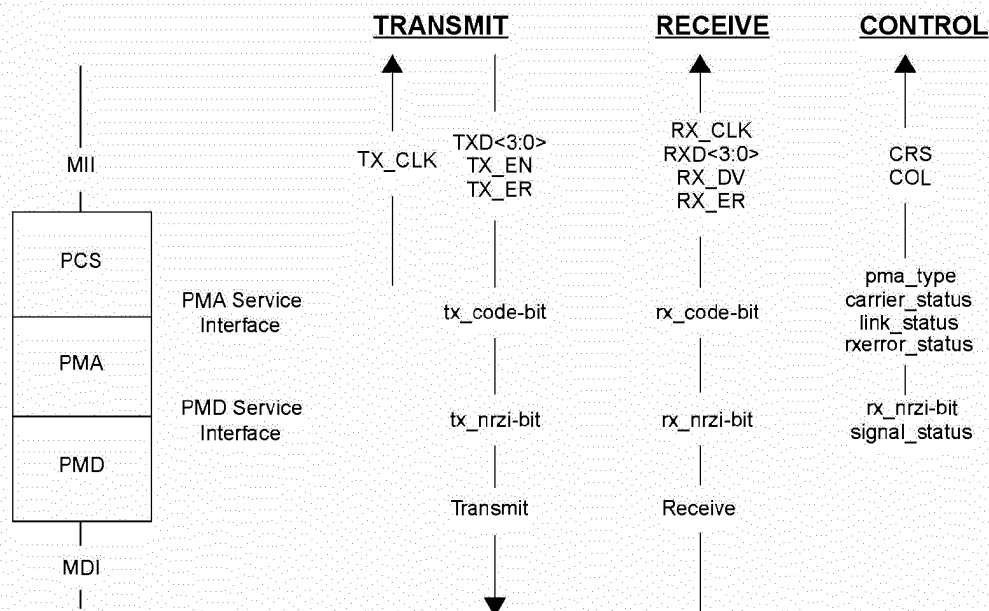 TRANSMIT
RECEIVE
CONTROL
MII
TX_CLK
TXD<3:0>
TX_EN
TX_ER
RX_CLK
RXD<3:0>
RX_DV
RX_ER
CRS
COL
PCS
PMA Service
Interface
tx_code-bit
rx_code-bit
pma_type
carrier_status
link_status
rxerror_status
PMA
PMD Service
Interface
tx_nrzi-bit
rx_nrzi-bit
rx_nrzi-bit
signal_status
PMD
Transmit
Receive
MDI